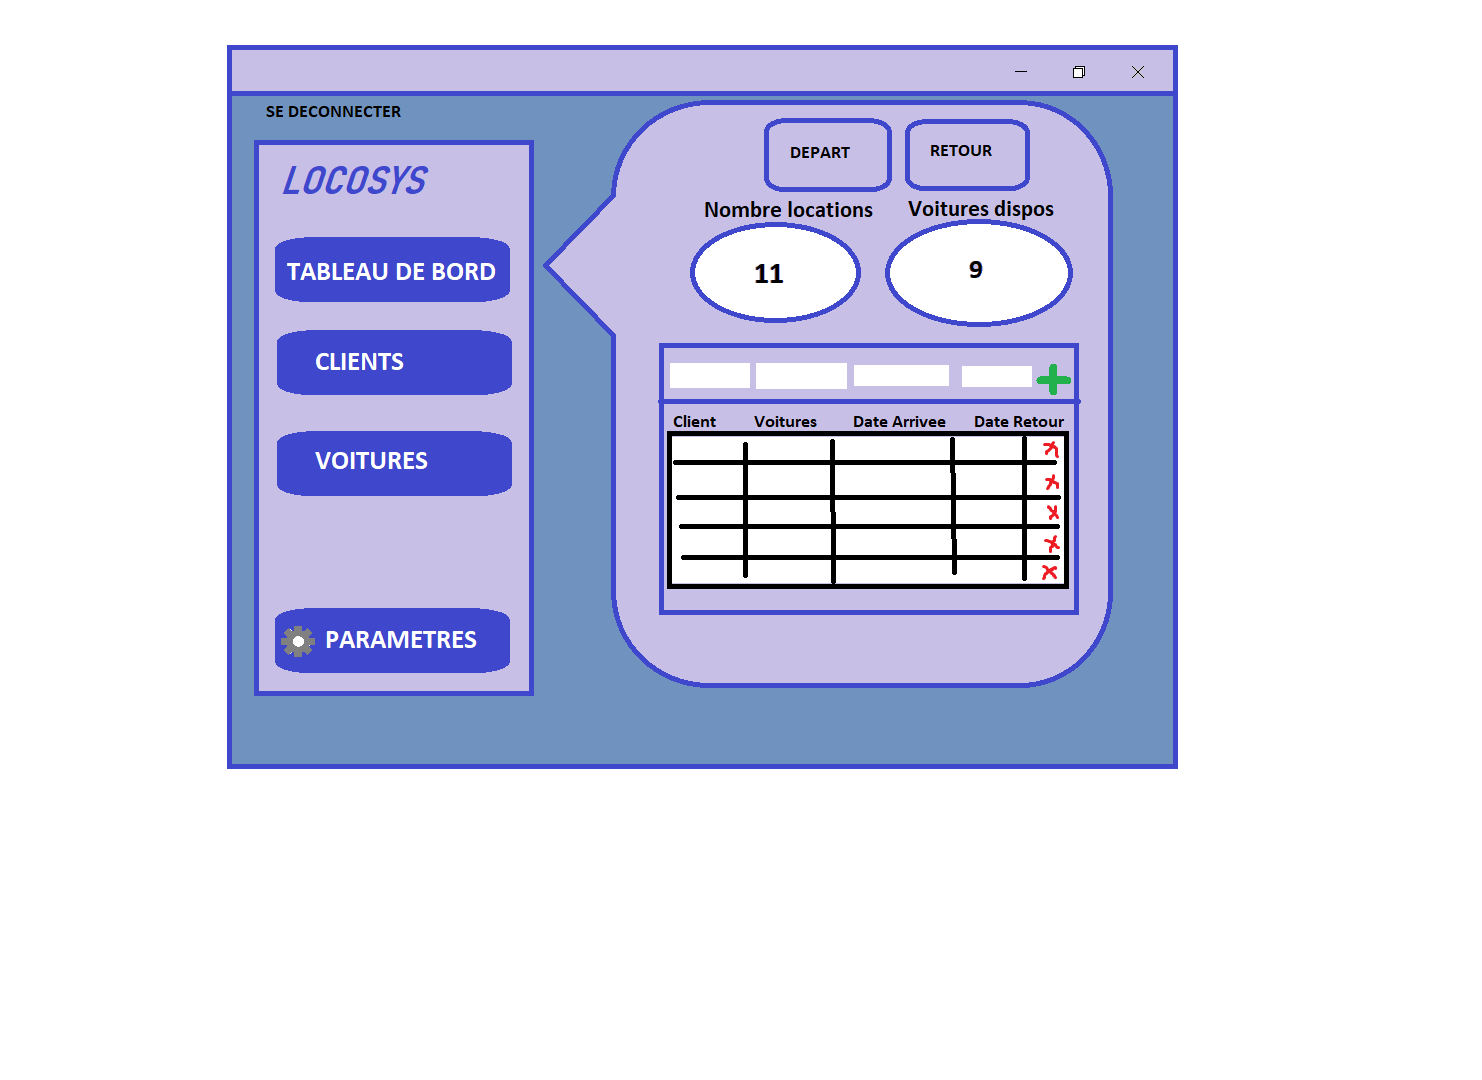 SE DECONNECTER
LOCOSYS
TABLEAU DE BORD
CLIENTS
VOITURES
PARAMETRES
DEPART
RETOUR
Nombre locations
Voitures dispos
11
9
Client
Voitures
Date Arrivee
Date Retour